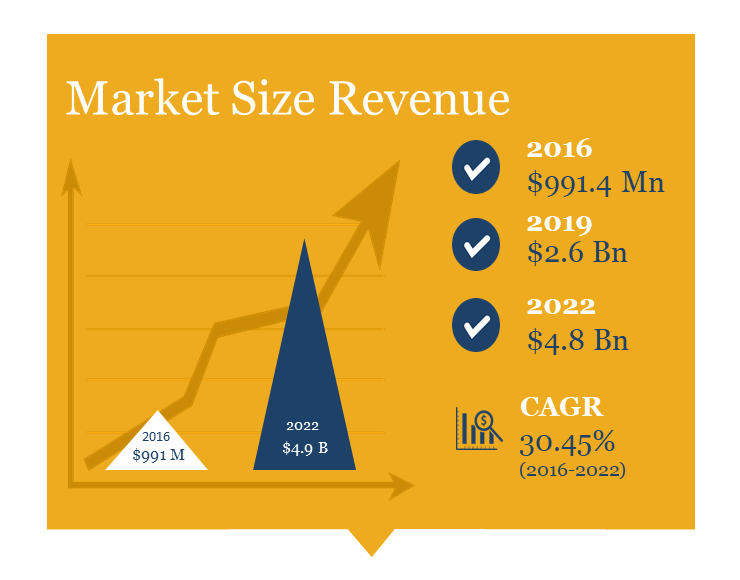 Market Size Revenue
2016
$991 M
2022
$4.9 B
2016
$991.4 Mn
2019
$2.6 Bn
2022
$4.8 Bn
CAGR
30.45%
(2016-2022)